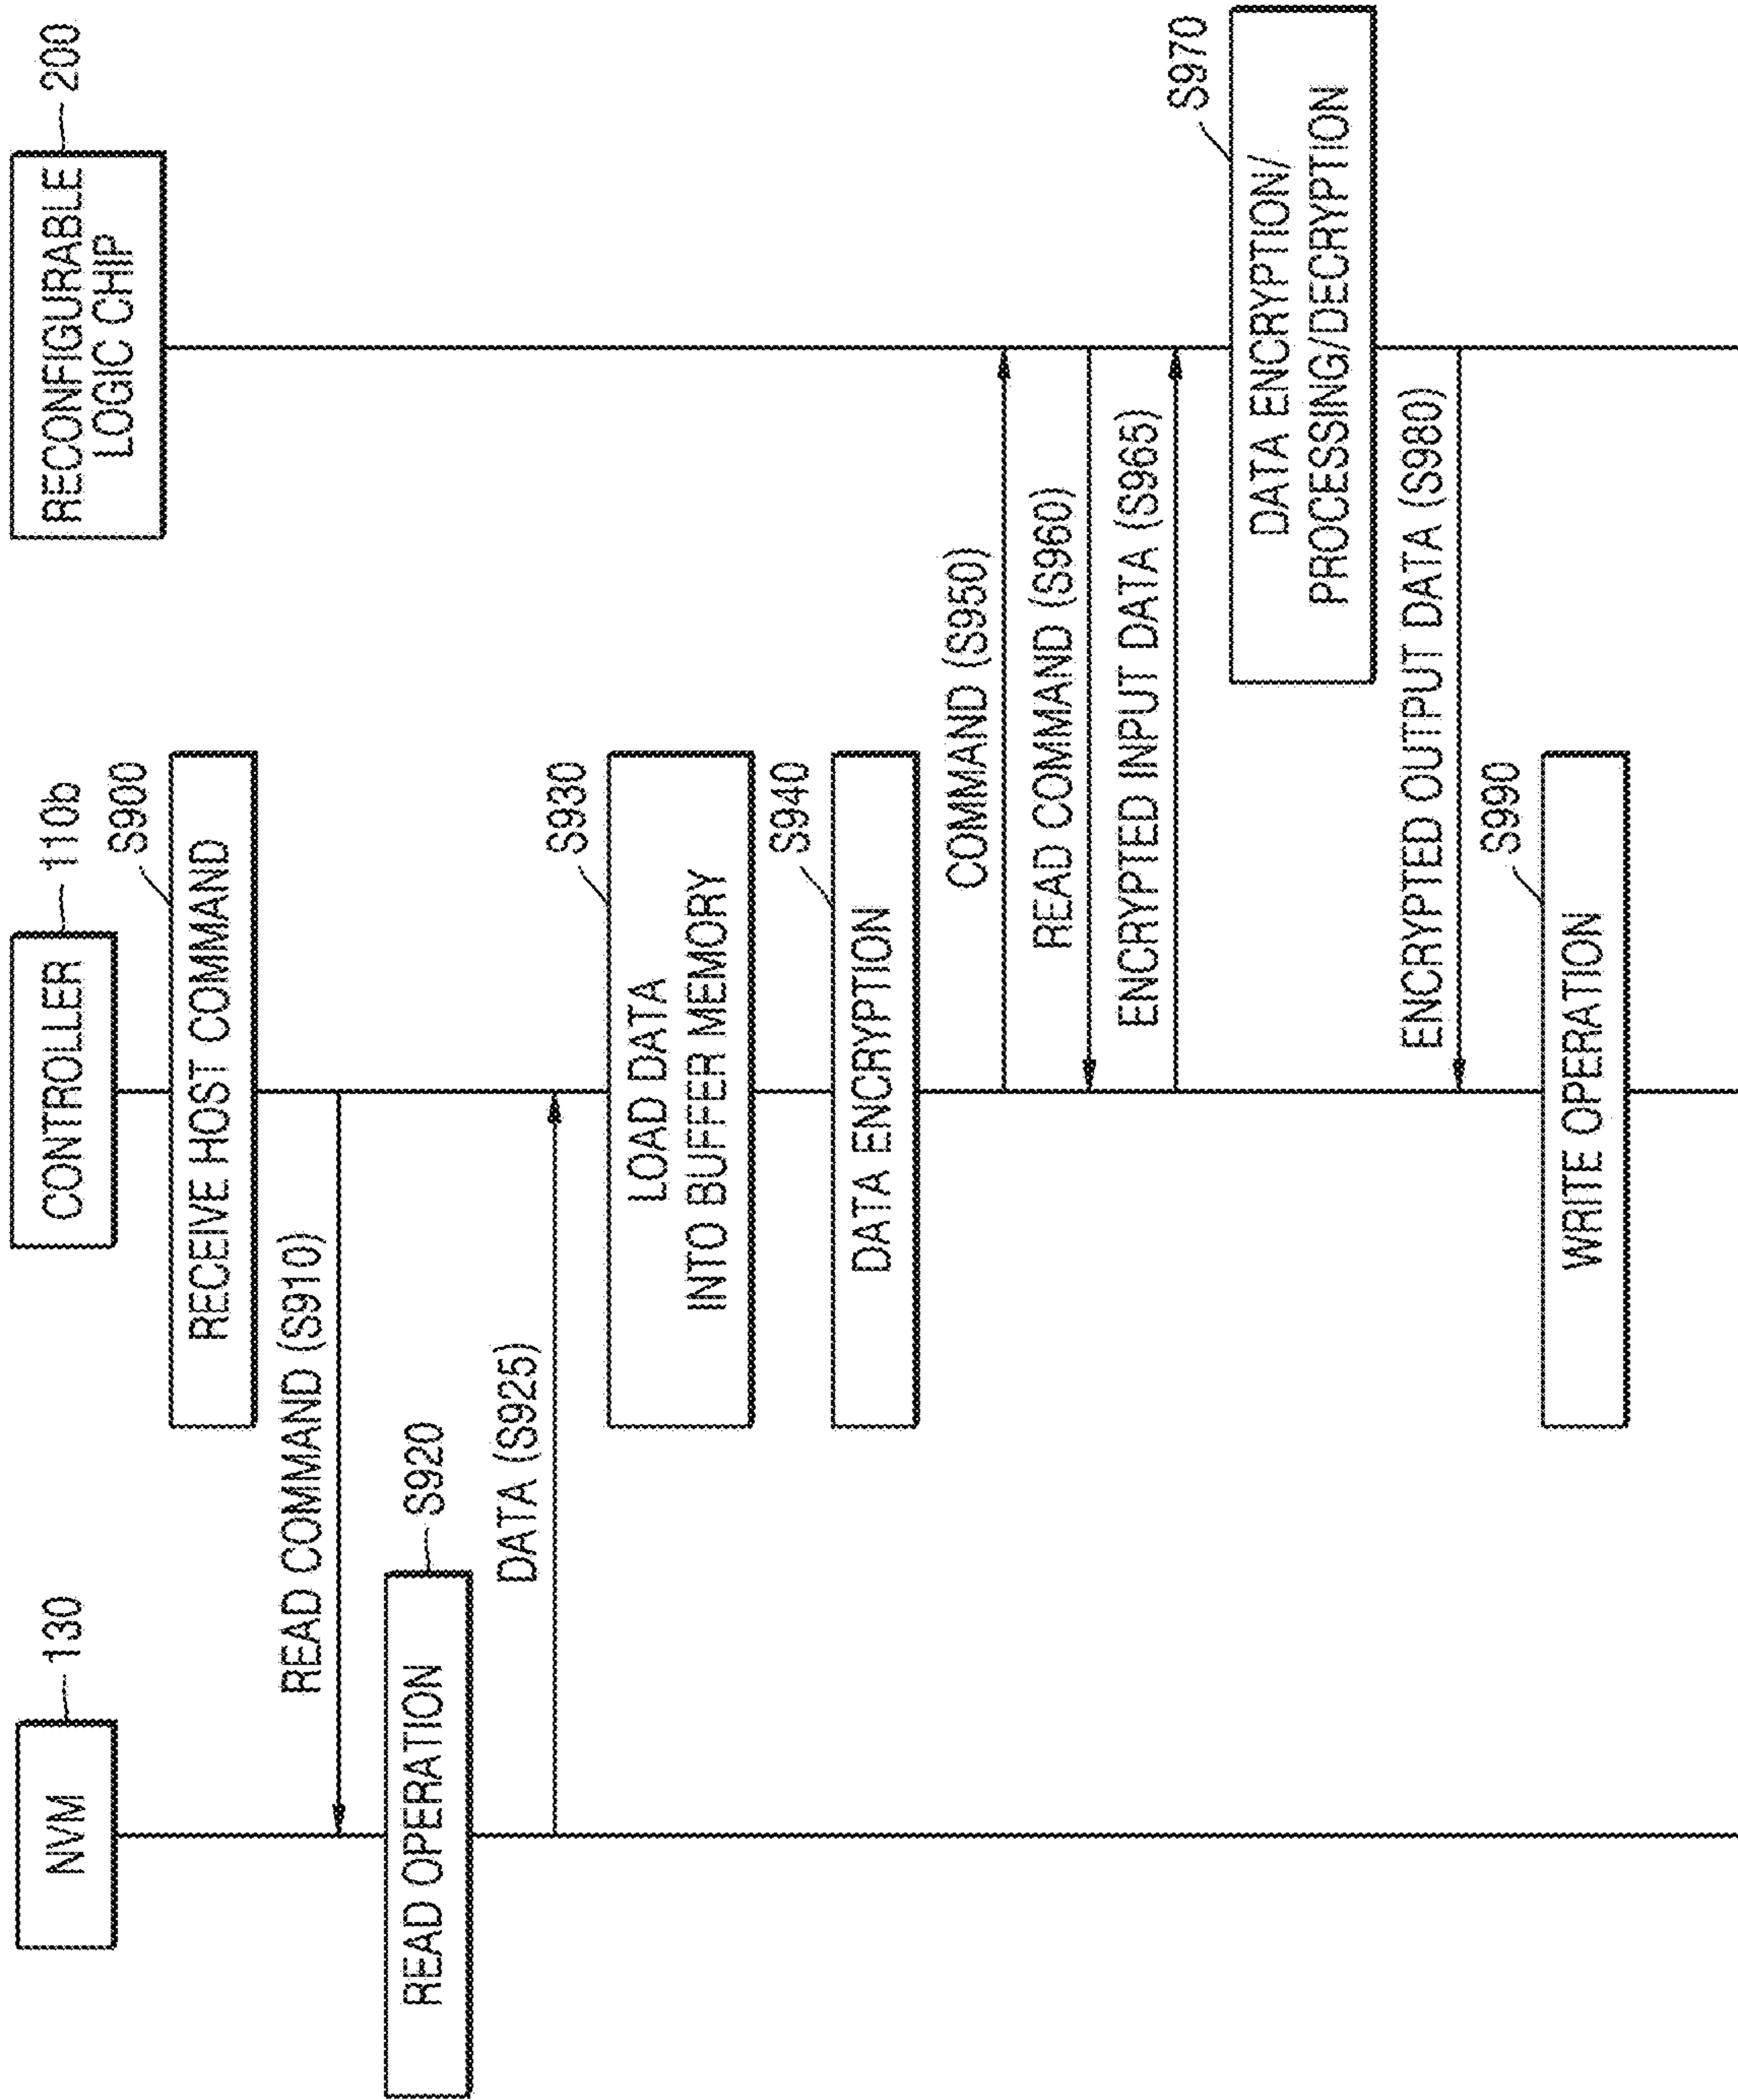 NVM
130
CONTROLLER
110b
RECONFIGURABLE
LOGIC CHIP
200
RECEIVE HOST COMMAND
S900
READ COMMAND (S910)
READ OPERATION
S920
DATA (S925)
LOAD DATA
INTO BUFFER MEMORY
S930
DATA ENCRYPTION
S940
COMMAND (S950)
READ COMMAND (S960)
ENCRYPTED INPUT DATA (S965)
DATA ENCRYPTION/
PROCESSING/DECRYPTION
S970
ENCRYPTED OUTPUT DATA (S980)
WRITE OPERATION
S990